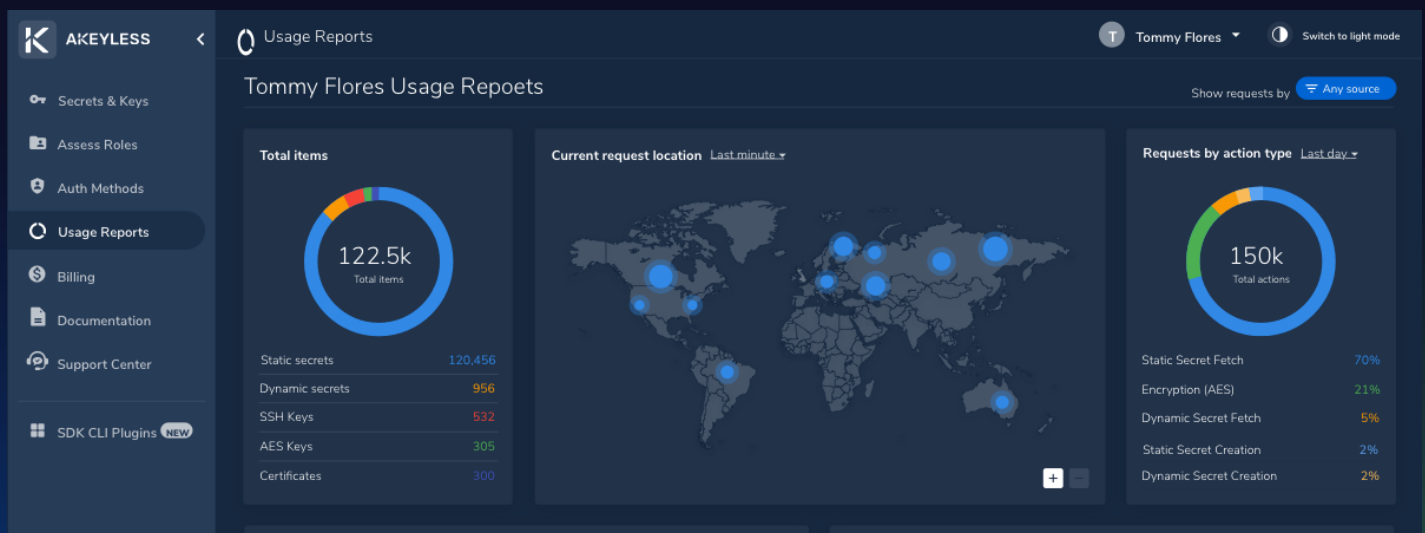 AKEYLESS
Secrets & Keys
Assess Roles
Auth Methods
Usage Reports
Billing
Documentation
Support Center
SDK CLI Plugins NEW
Usage Reports
T Tommy Flores
Switch to light mode
Tommy Flores Usage Repoets
Show requests by Any source
Total items
122.5k
Total items
Static secrets 120,456
Dynamic secrets 956
SSH Keys 532
AES Keys 305
Certificates 300
Current request location Last minute
+
−
Requests by action type Last day
150k
Total actions
Static Secret Fetch 70%
Encryption (AES) 21%
Dynamic Secret Fetch 5%
Static Secret Creation 2%
Dynamic Secret Creation 2%